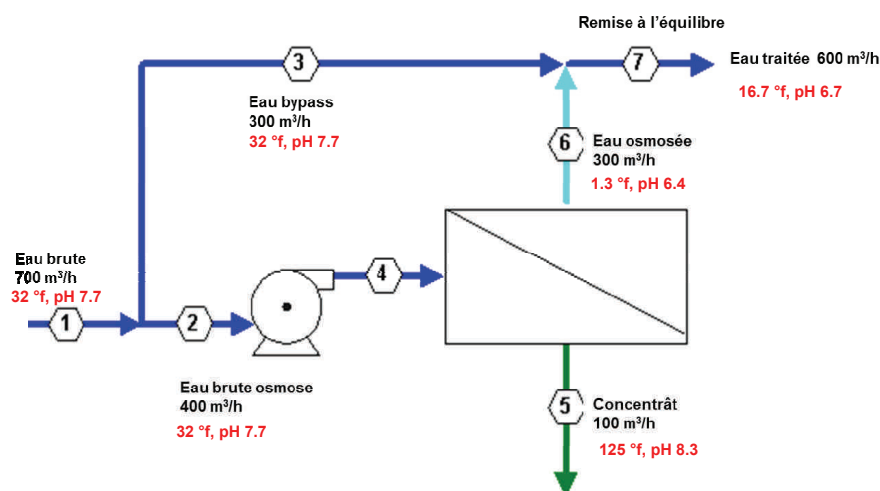 Remise à l'équilibre
3
7
Eau traitée 600 m³/h
16.7 °f, pH 6.7
Eau bypass
300 m³/h
32 °f, pH 7.7
6
Eau osmosée
300 m³/h
1.3 °f, pH 6.4
Eau brute
700 m³/h
32 °f, pH 7.7
1
2
4
Eau brute osmose
400 m³/h
32 °f, pH 7.7
5
Concentrât
100 m³/h
125 °f, pH 8.3